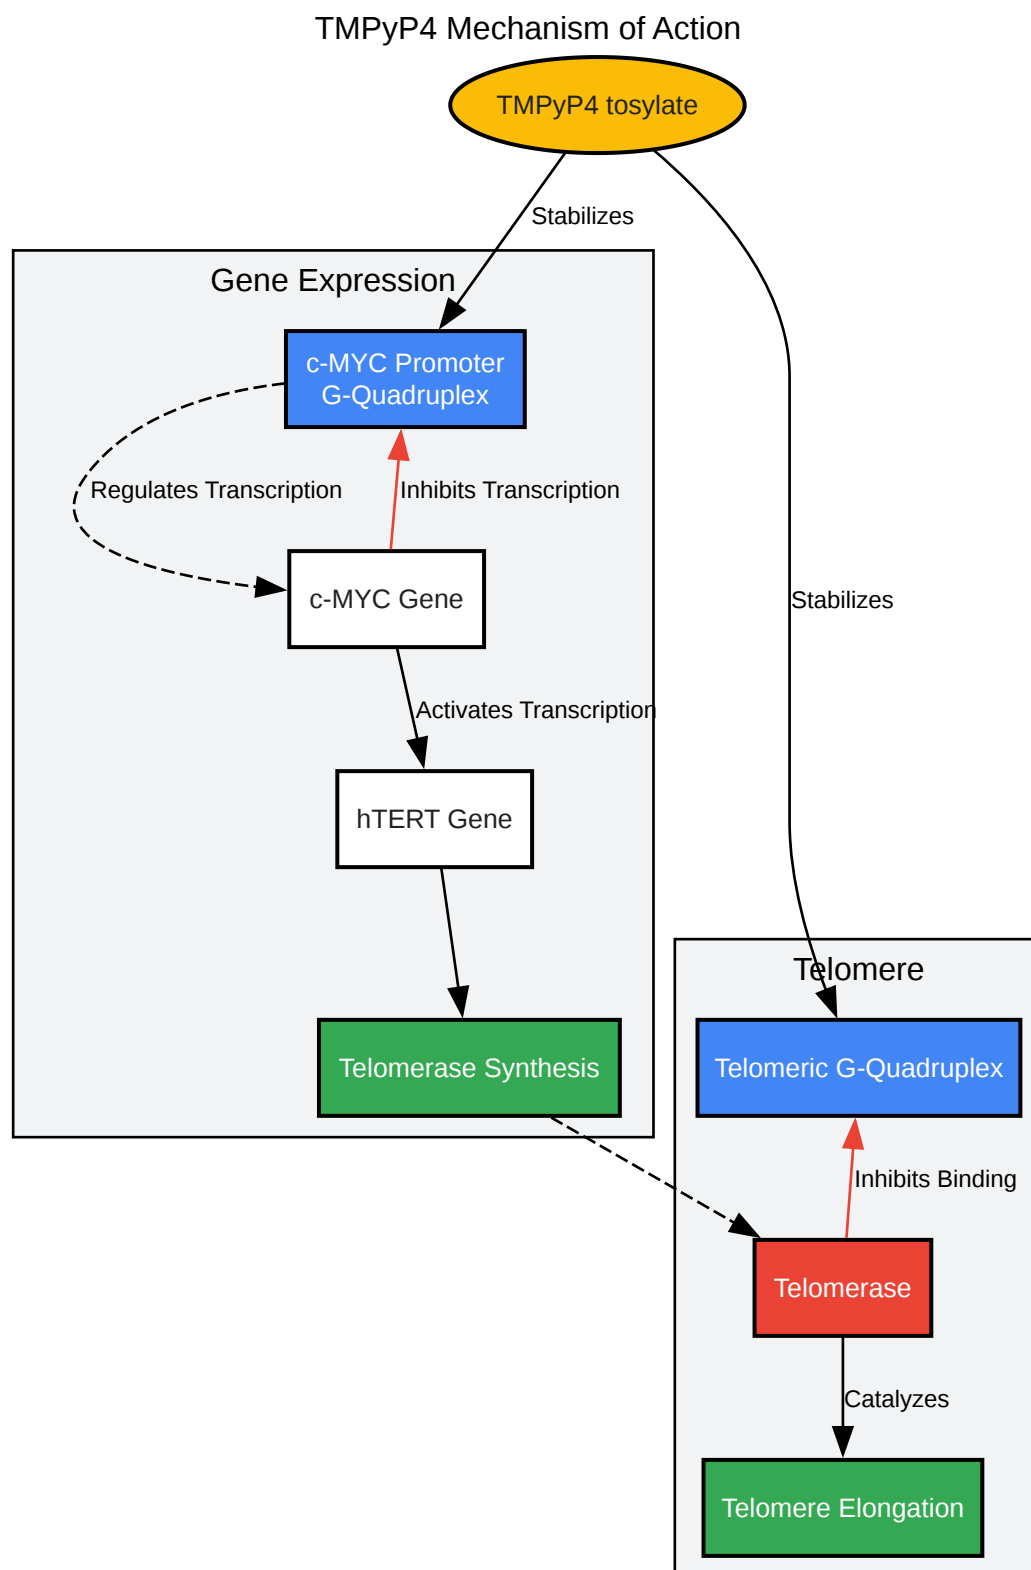 TMPyP4 Mechanism of Action
TMPyP4 tosylate
Stabilizes
Gene Expression
c-MYC Promoter
G-Quadruplex
Regulates Transcription
Inhibits Transcription
c-MYC Gene
Stabilizes
Activates Transcription
hTERT Gene
Telomere
Telomerase Synthesis
Telomeric G-Quadruplex
Inhibits Binding
Telomerase
Catalyzes
Telomere Elongation